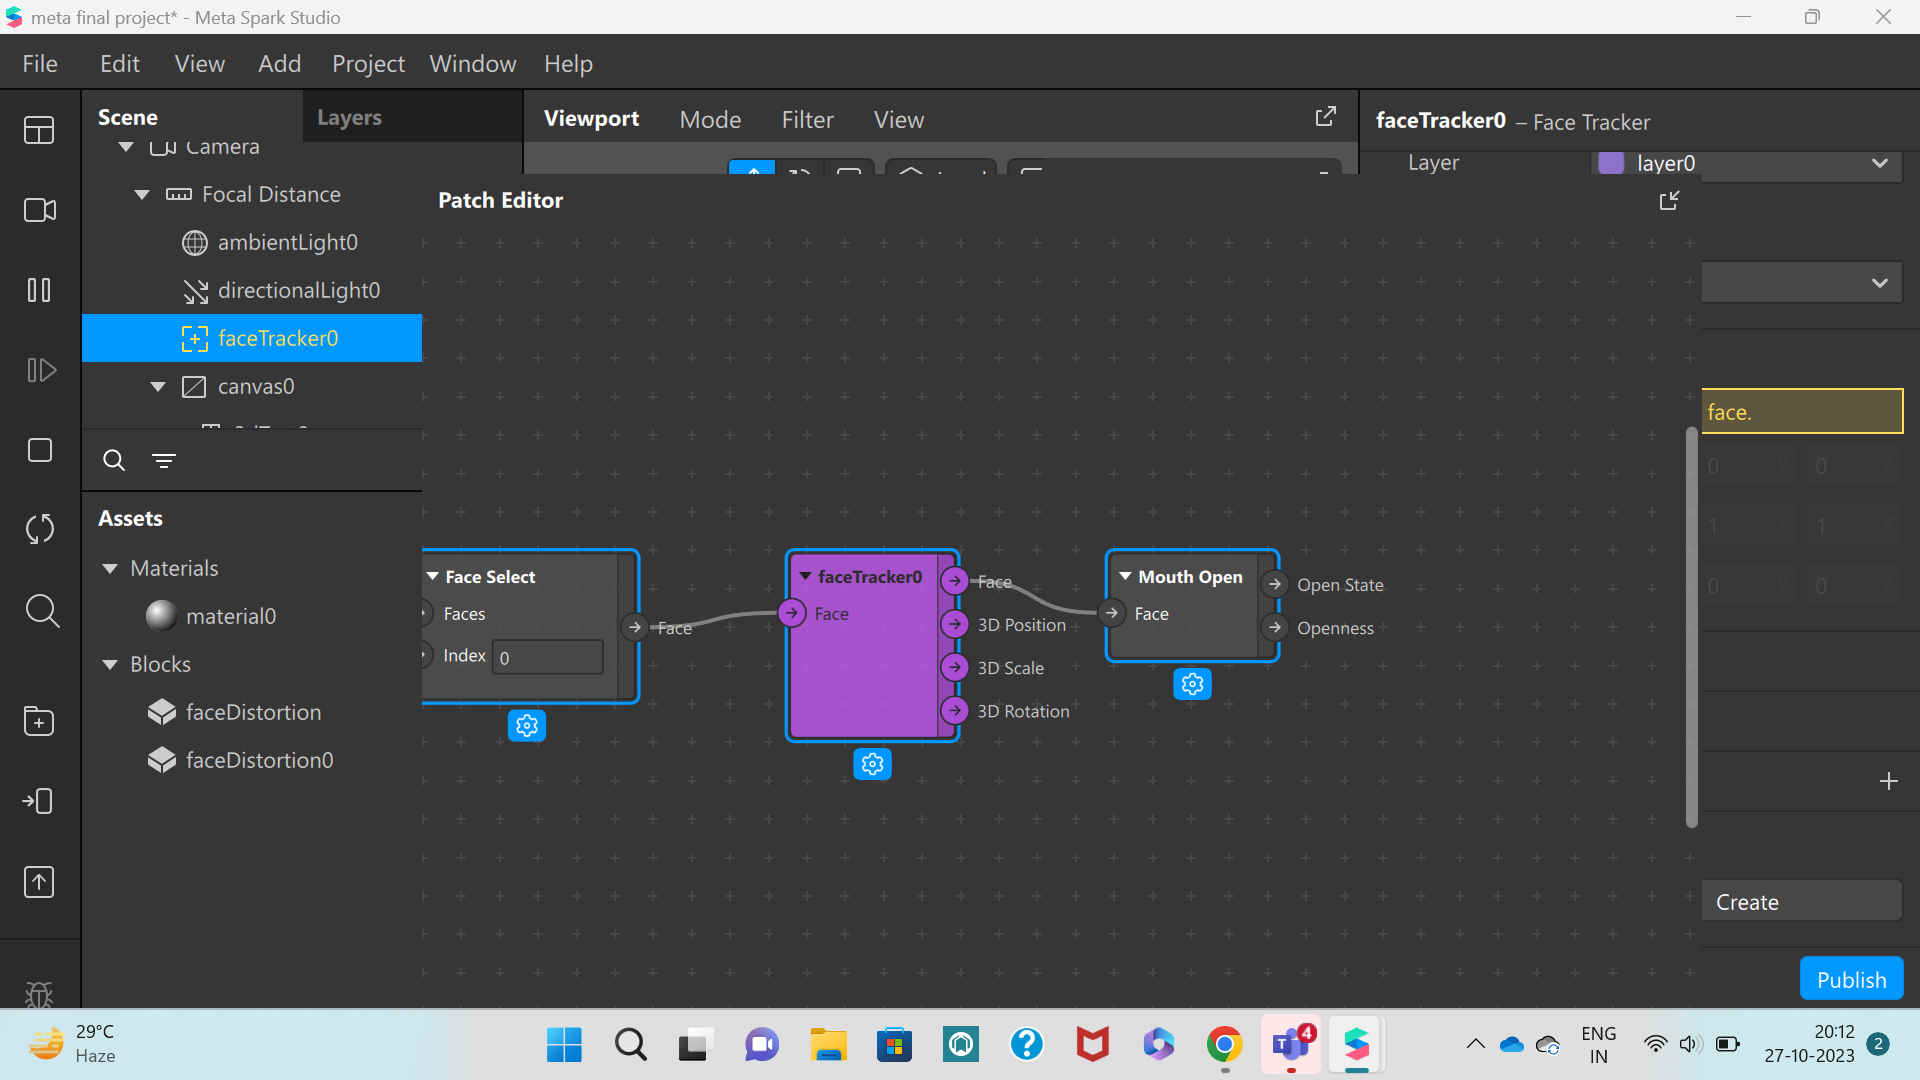 meta final project* - Meta Spark Studio
File Edit View Add Project Window Help
Scene Layers
Viewport Mode Filter View
faceTracker0 – Face Tracker
Camera
Layer layer0
Focal Distance
Patch Editor
ambientLight0
directionalLight0
faceTracker0
canvas0
face.
0 Y 0 Z
Assets
1 Y 1 Z
Materials
Face Select
faceTracker0
Face
Mouth Open
Open State
0 0
material0
Faces
Face
Face
Face
3D Position
Openness
Index 0
Blocks
3D Scale
faceDistortion
3D Rotation
faceDistortion0
Create
Publish
29°C
Haze
4
ENG
IN
20:12
27-10-2023
2